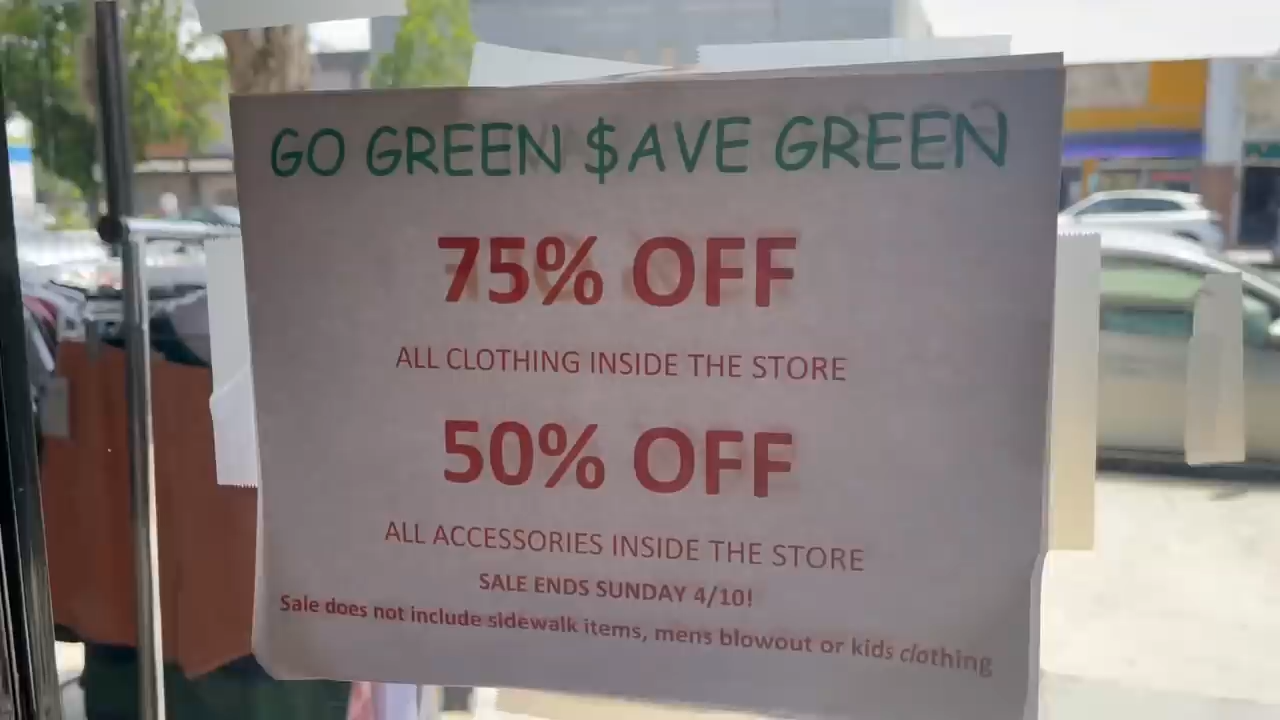 GO GREEN $AVE GREEN
75% OFF
ALL CLOTHING INSIDE THE STORE
50% OFF
ALL ACCESSORIES INSIDE THE STORE
SALE ENDS SUNDAY 4/10!
Sale does not include sidewalk items, mens blowout or kids clothing